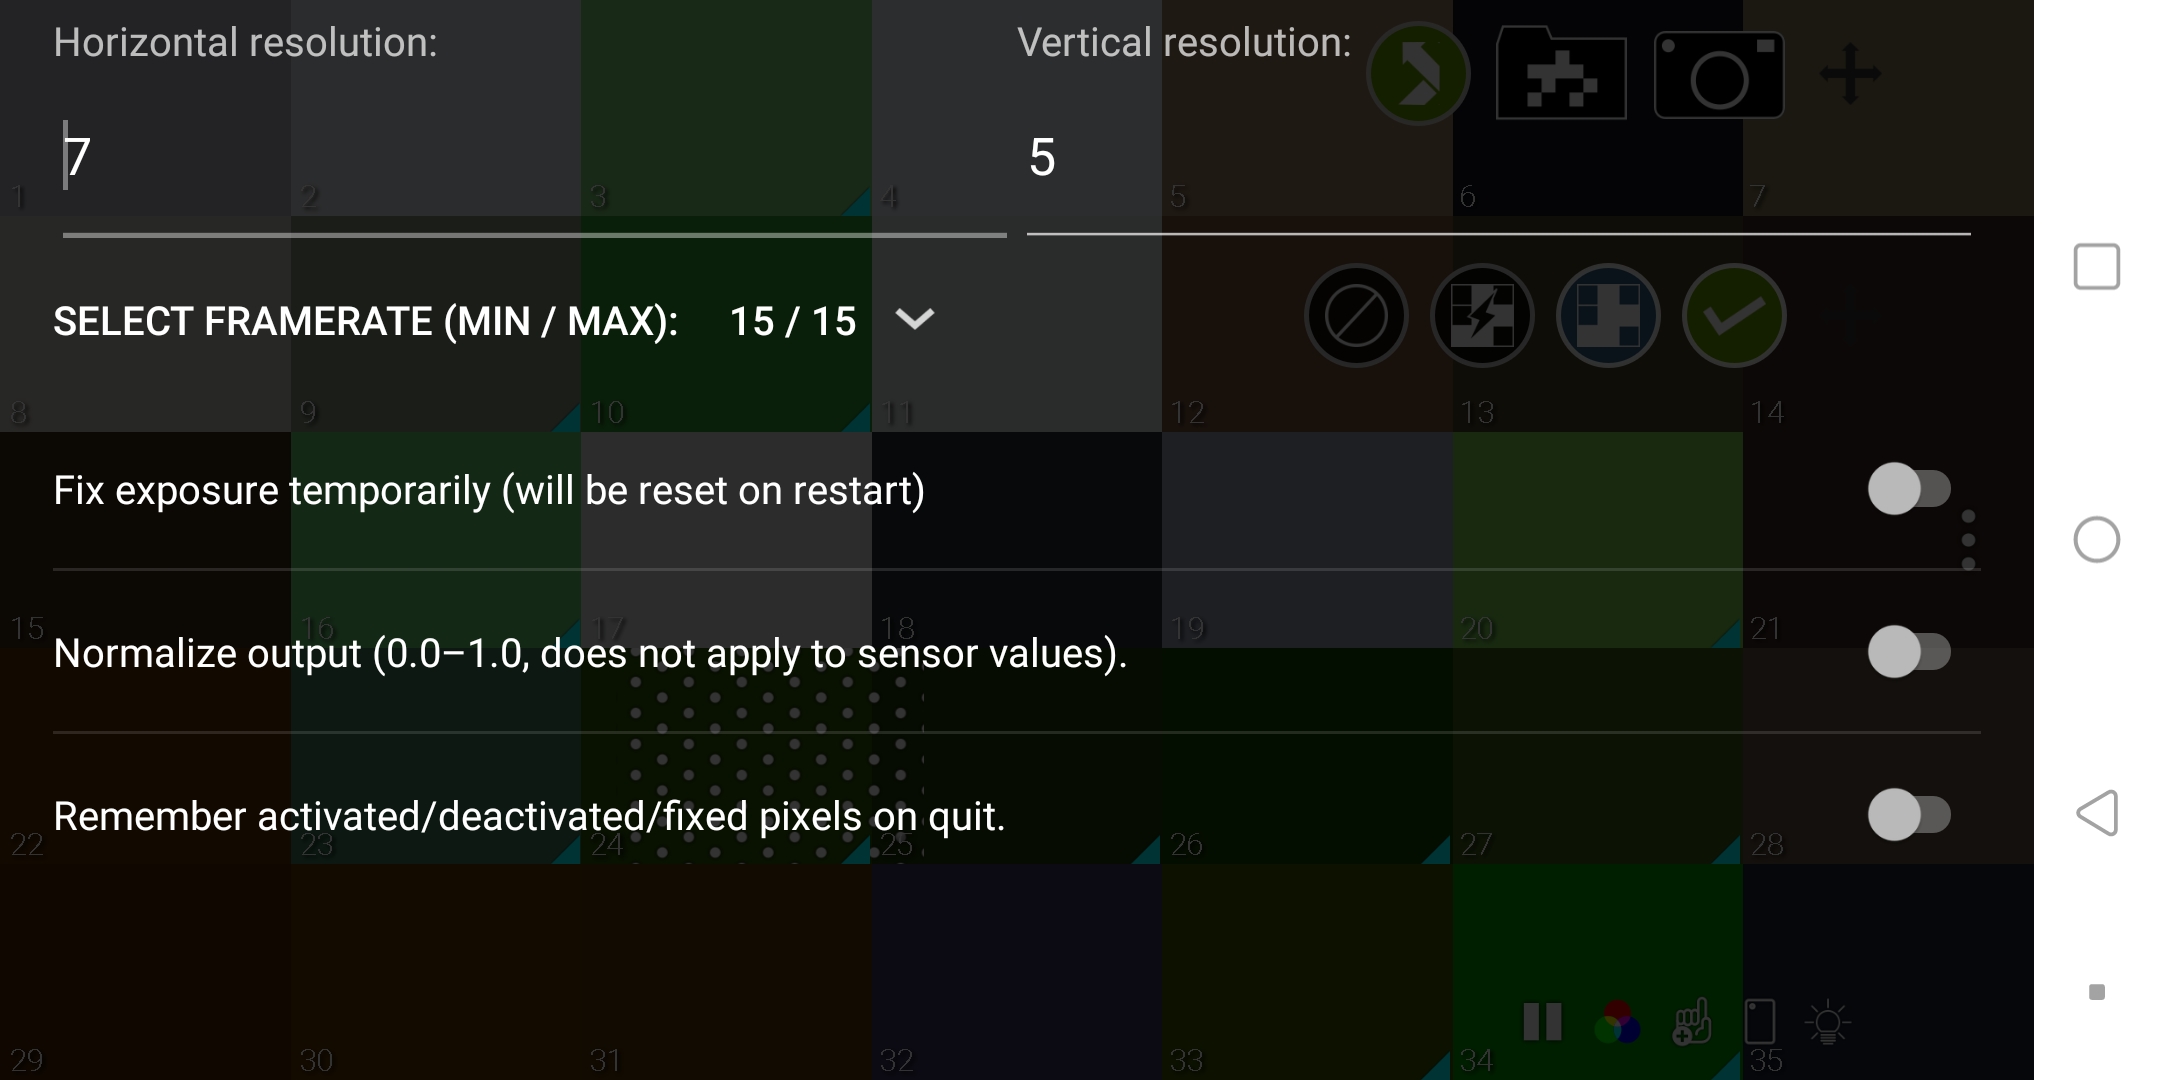 Horizontal resolution:
Vertical resolution:
7
5
1 2 3 4 5 6 7
SELECT FRAMERATE (MIN / MAX): 15 / 15
8 9 10 11 12 13 14
Fix exposure temporarily (will be reset on restart)
15 16 17 18 19 20 21
Normalize output (0.0–1.0, does not apply to sensor values).
Remember activated/deactivated/fixed pixels on quit.
22 23 24 25 26 27 28
29 30 31 32 33 34 35